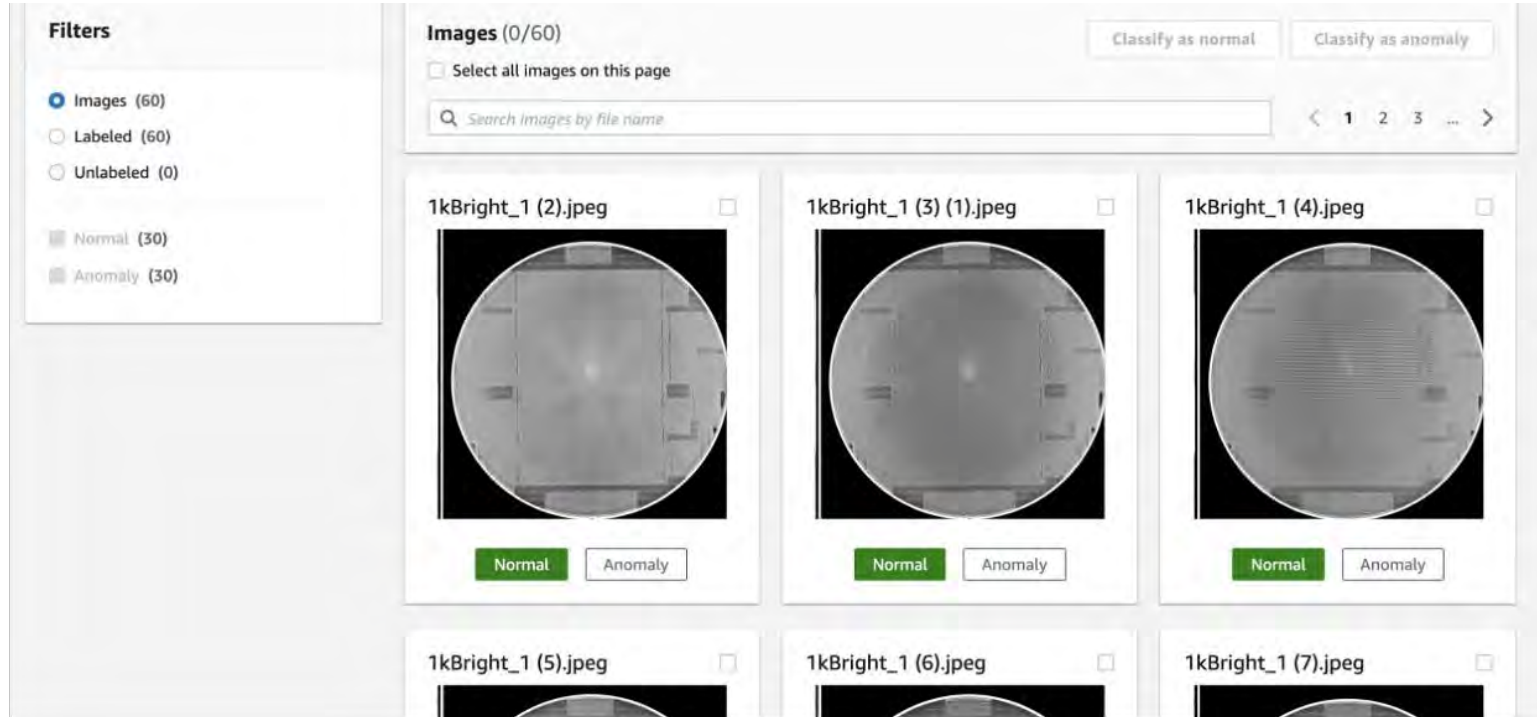 Filters
Images (60)
Labeled (60)
Unlabeled (0)
Normal (30)
Anomaly (30)
Images (0/60)
Classify as normal
Classify as anomaly
Select all images on this page
Search images by file name
1 2 3 ...
1kBright_1 (2).jpeg
1kBright_1 (3) (1).jpeg
1kBright_1 (4).jpeg
Normal Anomaly
Normal Anomaly
Normal Anomaly
1kBright_1 (5).jpeg
1kBright_1 (6).jpeg
1kBright_1 (7).jpeg